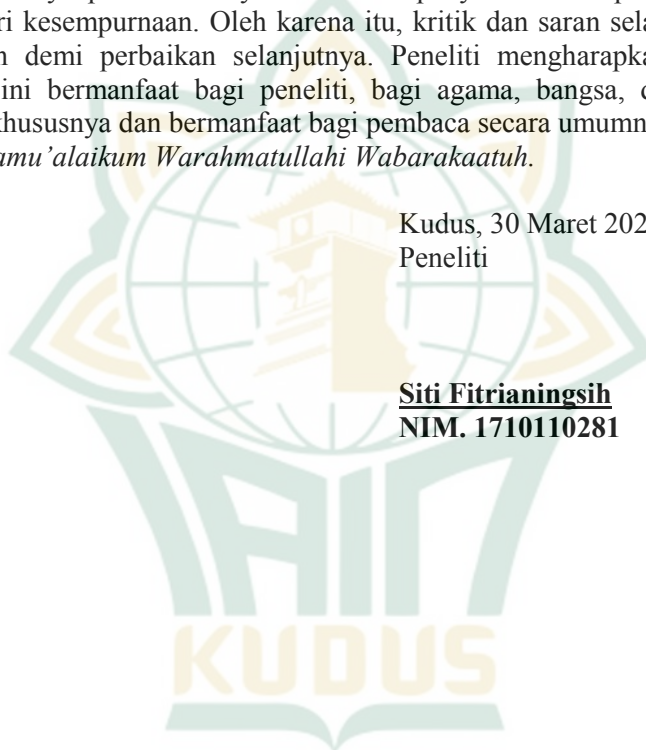 ri kesempurnaan. Oleh karena itu, kritik dan saran sela
n demi perbaikan selanjutnya. Peneliti mengharapka
ini bermanfaat bagi peneliti, bagi agama, bangsa, d
khususnya dan bermanfaat bagi pembaca secara umumn
amu’alaikum Warahmatullahi Wabarakaatuh.
Kudus, 30 Maret 202
Peneliti
Siti Fitrianingsih
NIM. 1710110281
IAIN
KUDUS